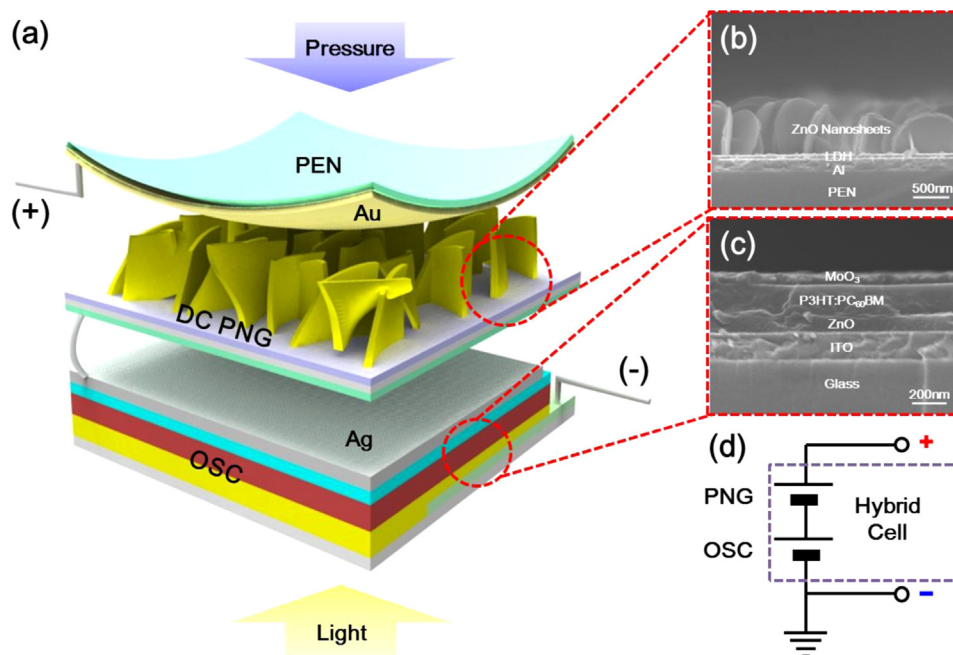 (a)
Pressure
PEN
Au
(+)
DC PNG
(-)
Ag
OSC
Light
(b)
ZnO Nanosheets
LDH
Al
PEN
500nm
(c)
MoO₃
P3HT:PC₆₀BM
ZnO
ITO
Glass
200nm
(d)
+
PNG
Hybrid
Cell
OSC
-